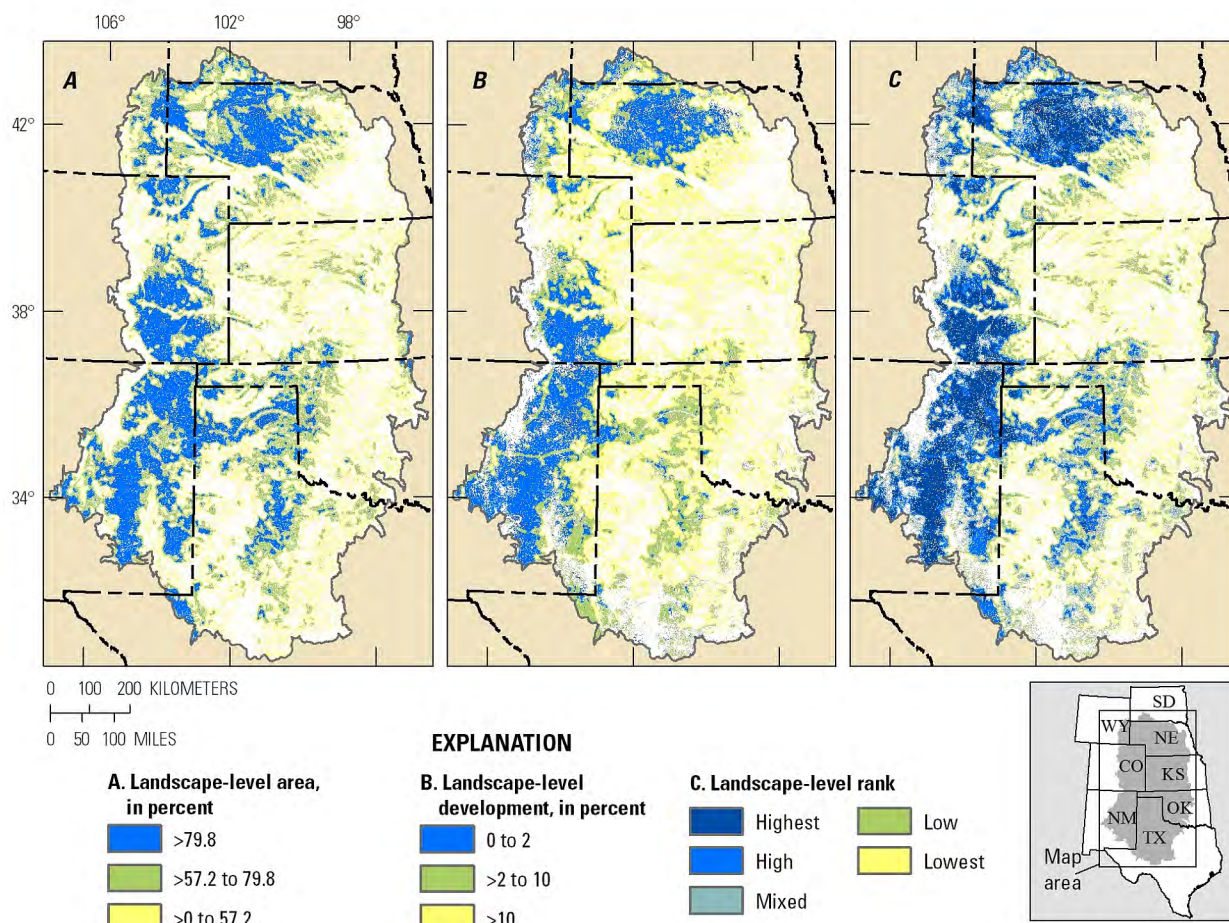 106° 102° 98°
A B C
42°
38°
34°
0 100 200 KILOMETERS
0 50 100 MILES
EXPLANATION
A. Landscape-level area,
in percent
>79.8
>57.2 to 79.8
>0 to 57.2
B. Landscape-level
development, in percent
0 to 2
>2 to 10
>10
C. Landscape-level rank
Highest
High
Mixed
Low
Lowest
SD
WY
NE
CO
KS
NM
OK
TX
Map
area